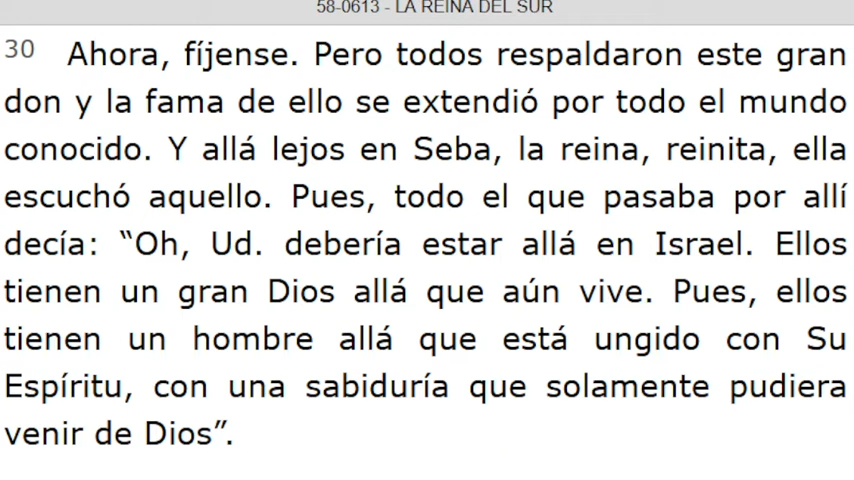 58-0613 - LA REINA DEL SUR
30 Ahora, fíjense. Pero todos respaldaron este gran
don y la fama de ello se extendió por todo el mundo
conocido. Y allá lejos en Seba, la reina, reinita, ella
escuchó aquello. Pues, todo el que pasaba por allí
decía: “Oh, Ud. debería estar allá en Israel. Ellos
tienen un gran Dios allá que aún vive. Pues, ellos
tienen un hombre allá que está ungido con Su
Espíritu, con una sabiduría que solamente pudiera
venir de Dios”.